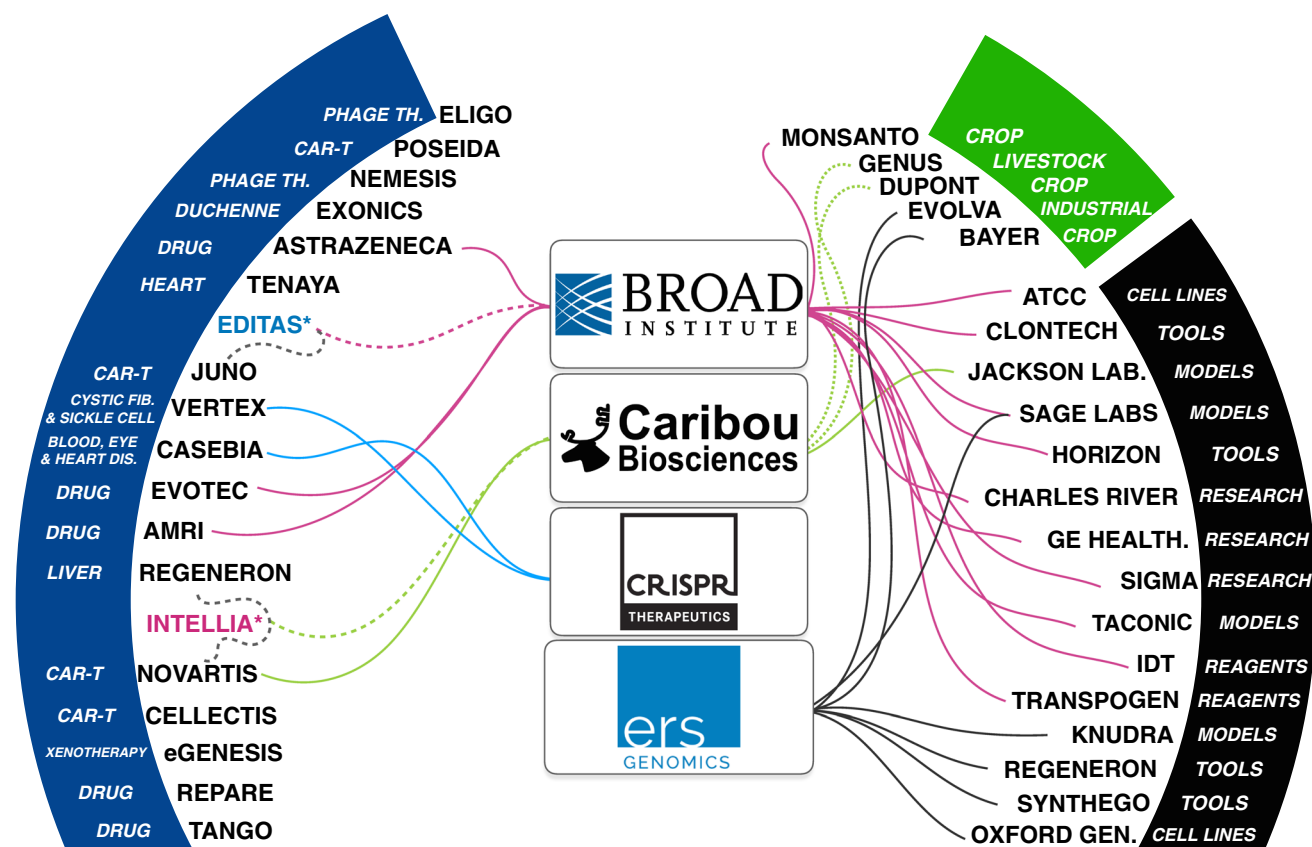 PHAGE TH. ELIGO
CAR-T POSEIDA
PHAGE TH. NEMESIS
DUCHENNE EXONICS
DRUG ASTRAZENECA
HEART TENAYA
EDITAS*
CAR-T JUNO
CYSTIC FIB.
& SICKLE CELL
VERTEX
BLOOD, EYE
& HEART DIS.
CASEBIA
DRUG EVOTEC
DRUG AMRI
LIVER REGENERON
INTELLIA*
CAR-T NOVARTIS
CAR-T CELLECTIS
XENOTHERAPY eGENESIS
DRUG REPARE
DRUG TANGO
BROAD
INSTITUTE
Caribou
Biosciences
CRISPR
THERAPEUTICS
ers
GENOMICS
MONSANTO CROP
GENUS LIVESTOCK
DUPONT CROP
EVOLVA INDUSTRIAL
BAYER CROP
ATCC CELL LINES
CLONTECH TOOLS
JACKSON LAB. MODELS
SAGE LABS MODELS
HORIZON TOOLS
CHARLES RIVER RESEARCH
GE HEALTH. RESEARCH
SIGMA RESEARCH
TACONIC MODELS
IDT REAGENTS
TRANSPOGEN REAGENTS
KNUDRA MODELS
REGENERON TOOLS
SYNTHEGO TOOLS
OXFORD GEN. CELL LINES